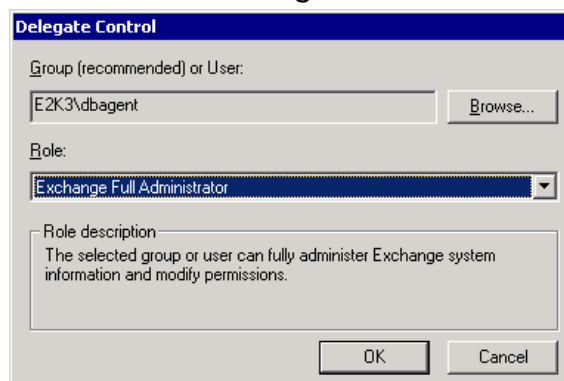 Delegate Control
Group (recommended) or User:
E2K3\dbagent
Browse...
Role:
Exchange Full Administrator
Role description
The selected group or user can fully administer Exchange system
information and modify permissions.
OK
Cancel